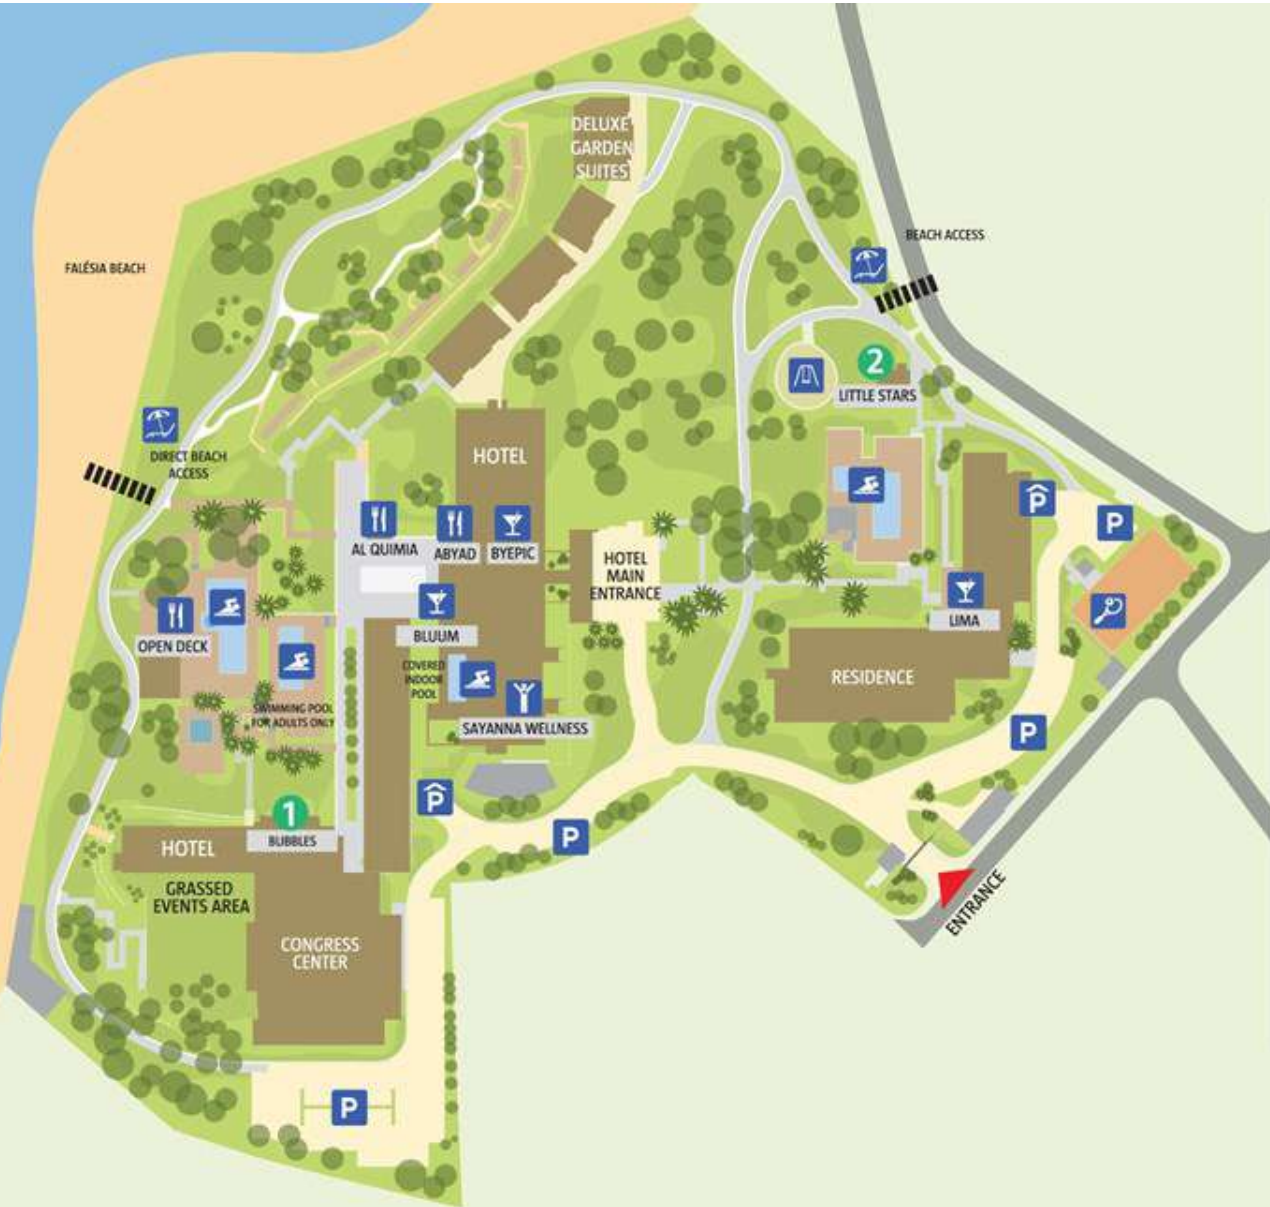 DELUXE
GARDEN
SUITES
BEACH ACCESS
FALÉSIA BEACH
2
LITTLE STARS
DIRECT BEACH
ACCESS
HOTEL
P
P
AL QUIMIA
ABYAD
BYEPIC
HOTEL
MAIN
ENTRANCE
LIMA
OPEN DECK
BLUUM
COVERED
INDOOR
POOL
RESIDENCE
SWIMMING POOL
FOR ADULTS ONLY
SAYANNA WELLNESS
P
P
P
1
BUBBLES
HOTEL
GRASSED
EVENTS AREA
ENTRANCE
CONGRESS
CENTER
P